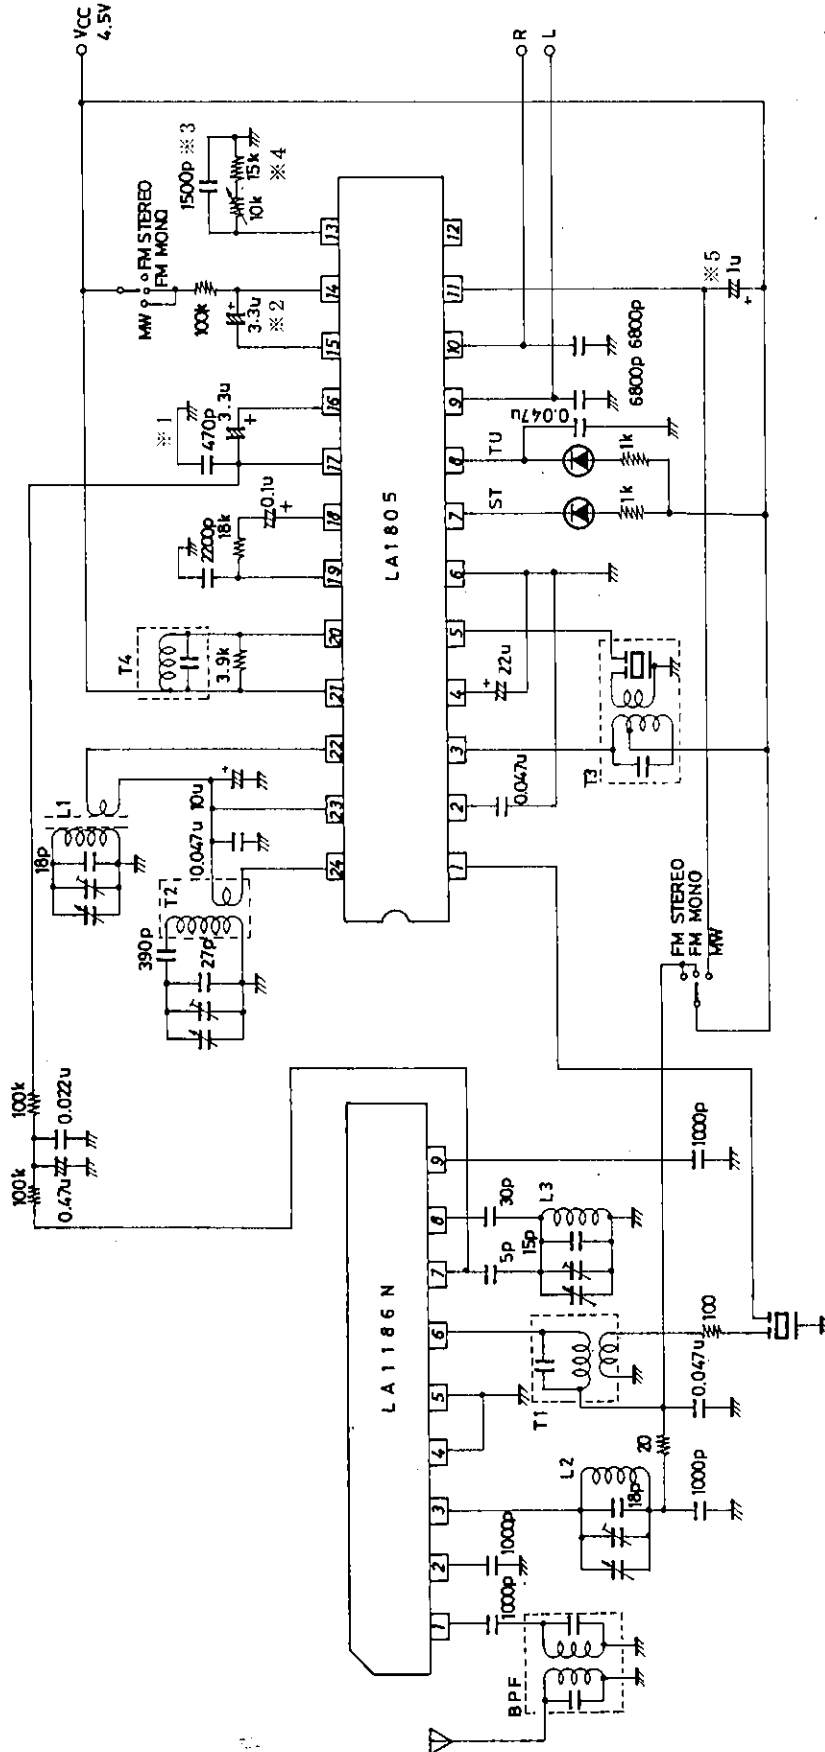 VCC
4.5V
R
L
FM STEREO
FM MONO
MW
1500p ※3
15k ※4
10k
100k
3.3u
※2
※1
470p
3.3u
0.1u
2200p
18k
T4
3.9k
L1
18p
10u
0.047u
T2
390p
27p
24
23
22
21
20
19
18
17
16
15
14
13
LA1805
1
2
3
4
5
6
7
8
9
10
11
12
0.047u
22u
T3
ST
TU
1k
1k
0.047u
6800p
6800p
※5
1u
FM STEREO
FM MONO
MW
100k
0.022u
100k
0.47u
LA1186N
1
2
3
4
5
6
7
8
9
1000p
1000p
BPF
L2
18p
1000p
20
0.047u
T1
100
5p
15p
30p
L3
1000p